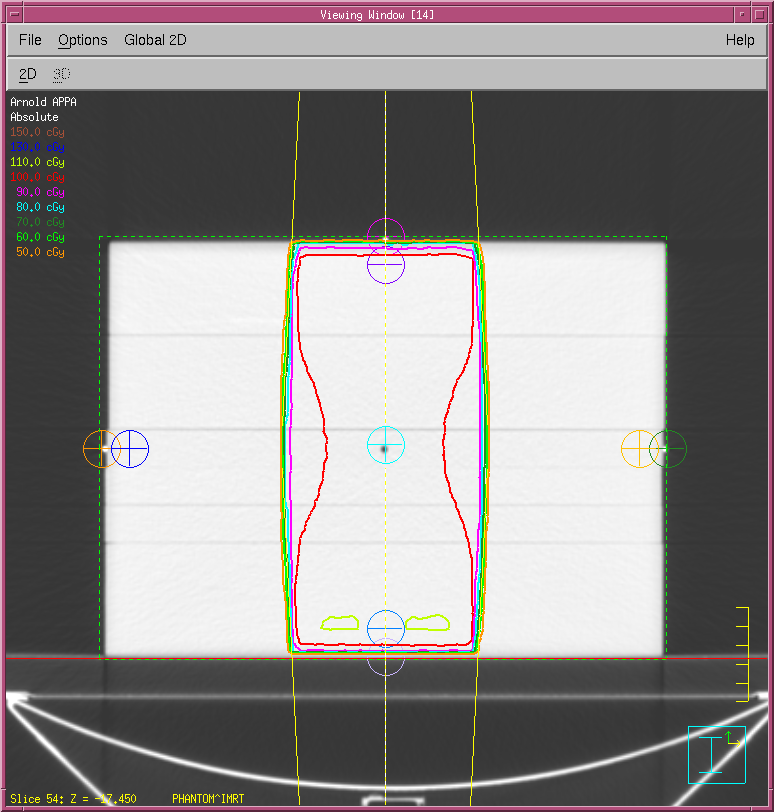 Viewing Window [14]
File Options Global 2D Help
2D 3D
Arnold APPA
Absolute
150.0 cGy
130.0 cGy
110.0 cGy
100.0 cGy
90.0 cGy
80.0 cGy
70.0 cGy
60.0 cGy
50.0 cGy
Slice 54: Z = -17.450 PHANTOM^IMRT